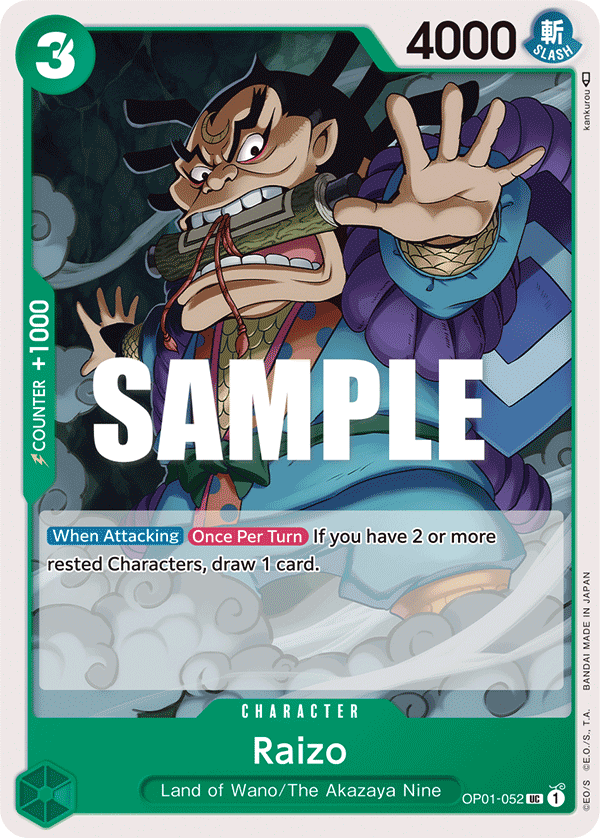 3
4000
斬
SLASH
kankurou
COUNTER +1000
SAMPLE
When Attacking Once Per Turn If you have 2 or more
rested Characters, draw 1 card.
CHARACTER
Raizo
Land of Wano/The Akazaya Nine
OP01-052 UC 1
©E.O/S ©E.O./S., T.A. BANDAI MADE IN JAPAN